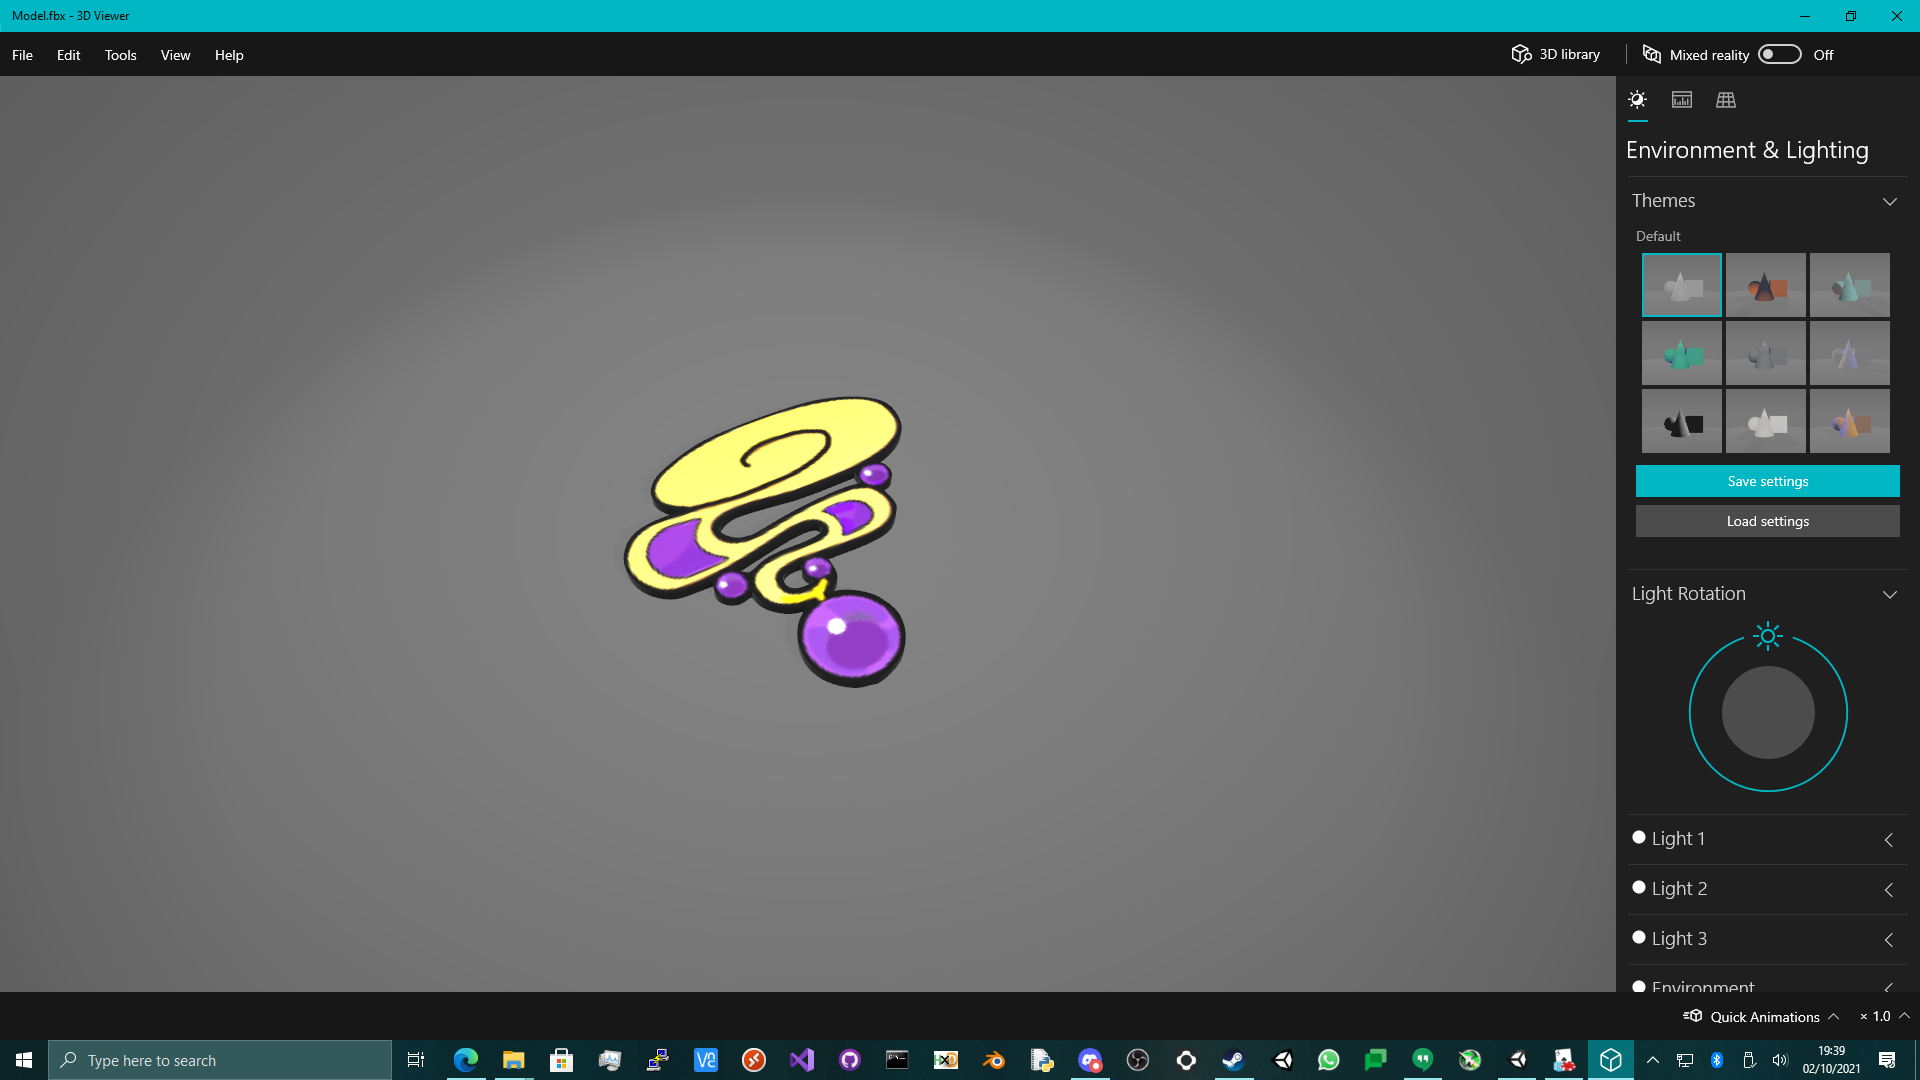 Model.fbx - 3D Viewer
File Edit Tools View Help
3D library
Mixed reality Off
Environment & Lighting
Themes
Default
Save settings
Load settings
Light Rotation
Light 1
Light 2
Light 3
Environment
Quick Animations
× 1.0
Type here to search
19:39
02/10/2021